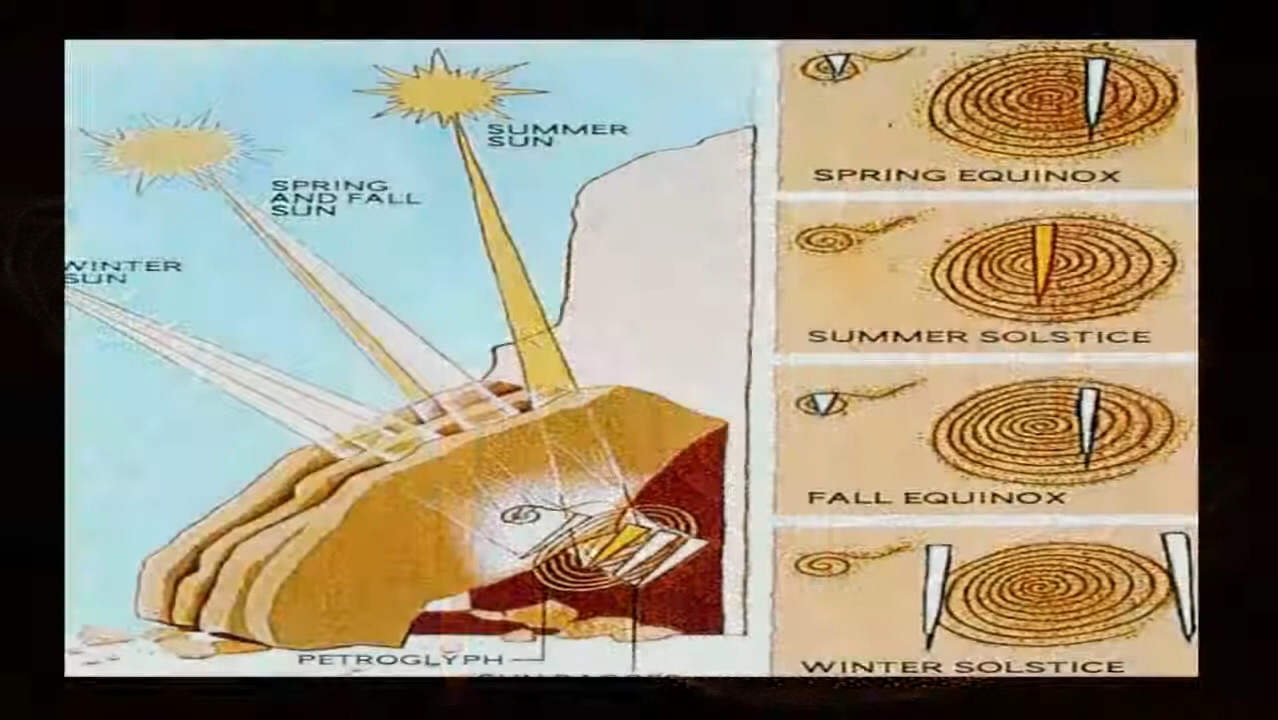 SUMMER
SUN
SPRING
AND FALL
SUN
WINTER
SUN
PETROGLYPH
SPRING EQUINOX
SUMMER SOLSTICE
FALL EQUINOX
WINTER SOLSTICE